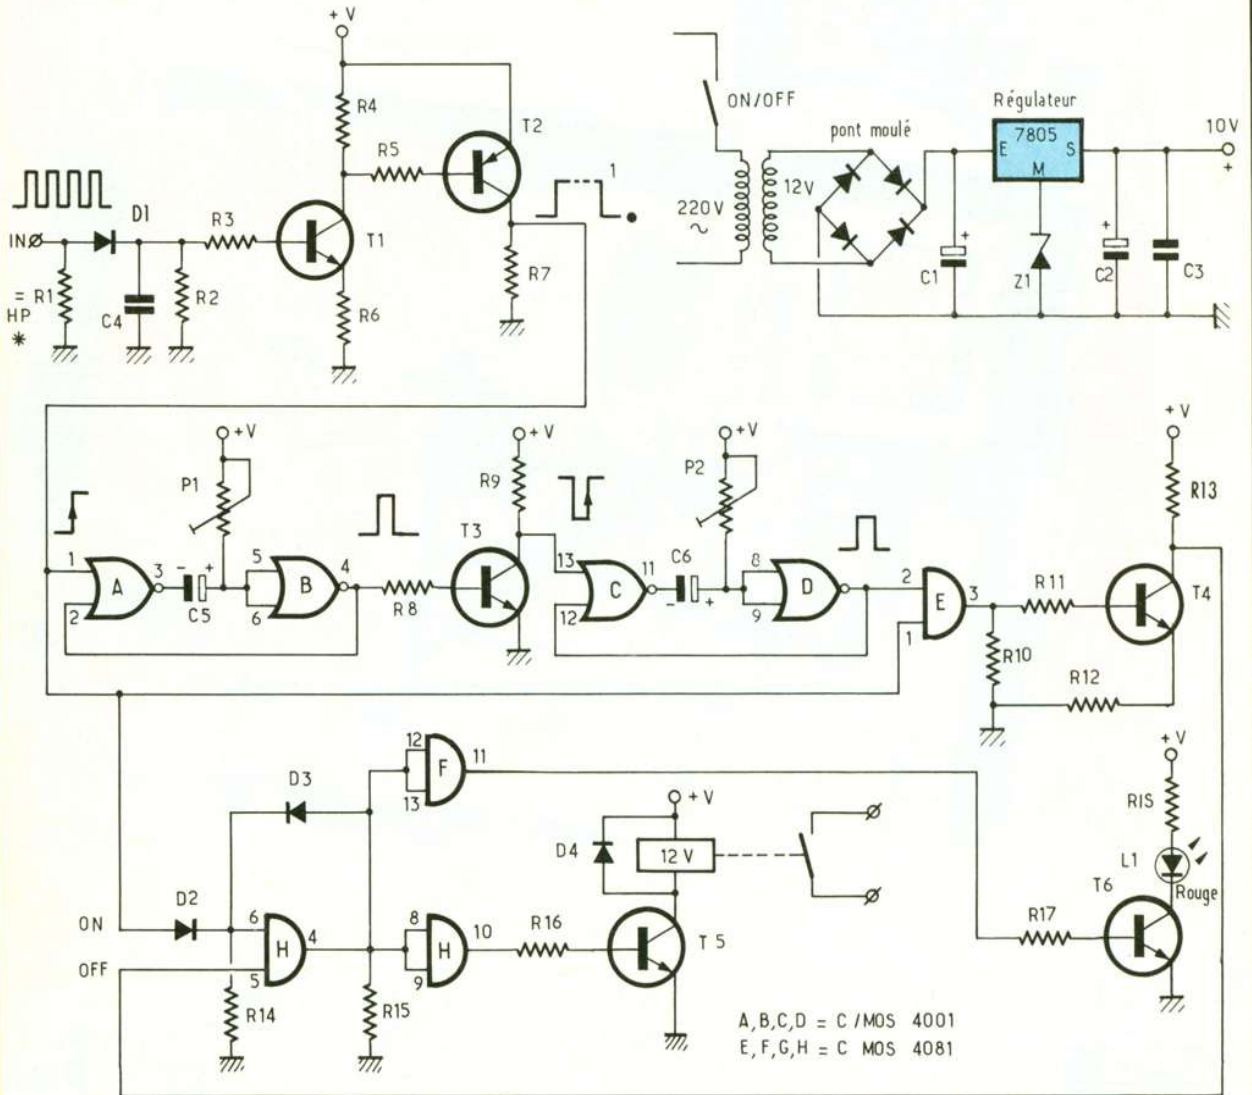 +V
R4
R5
T2
1
D1
R3
IN
T1
R7
= R1
HP
*
C4
R2
R6
ON/OFF
220V
~
12V
pont moulé
Régulateur
7805
E
S
M
10V
+
+
C1
Z1
+
C2
C3
+V
P1
1
2
A
3
-
+
C5
5
6
B
4
R8
+V
R9
T3
13
12
C
11
C6
-
+
+V
P2
8
9
D
2
1
E
3
R11
R10
R12
+V
R13
T4
12
13
F
11
D3
D2
ON
OFF
6
5
H
4
R14
R15
8
9
H
10
R16
D4
+V
12 V
T 5
+V
R15
L1
Rouge
T6
R17
A,B,C,D = C/MOS 4001
E,F,G,H = C MOS 4081